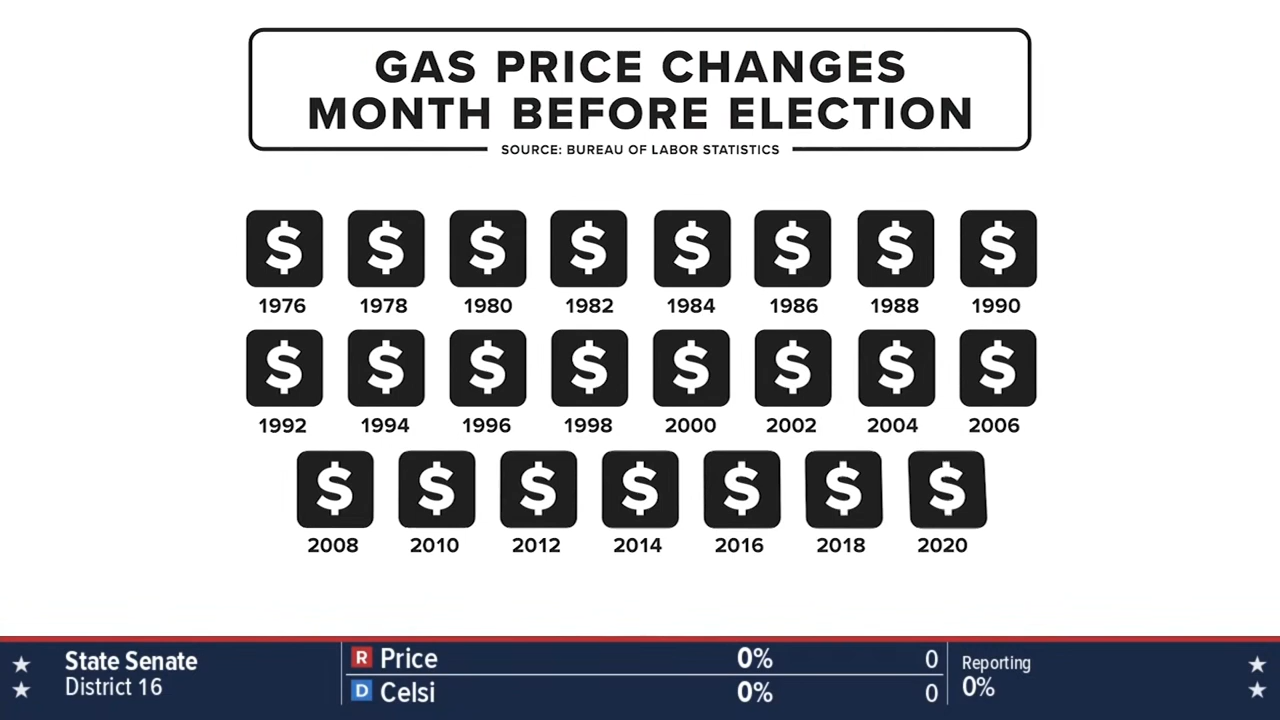 GAS PRICE CHANGES
MONTH BEFORE ELECTION
SOURCE: BUREAU OF LABOR STATISTICS
$ $ $ $ $ $ $ $
1976 1978 1980 1982 1984 1986 1988 1990
$ $ $ $ $ $ $ $
1992 1994 1996 1998 2000 2002 2004 2006
$ $ $ $ $ $ $
2008 2010 2012 2014 2016 2018 2020
State Senate
District 16
R Price 0% 0
D Celsi 0% 0
Reporting
0%